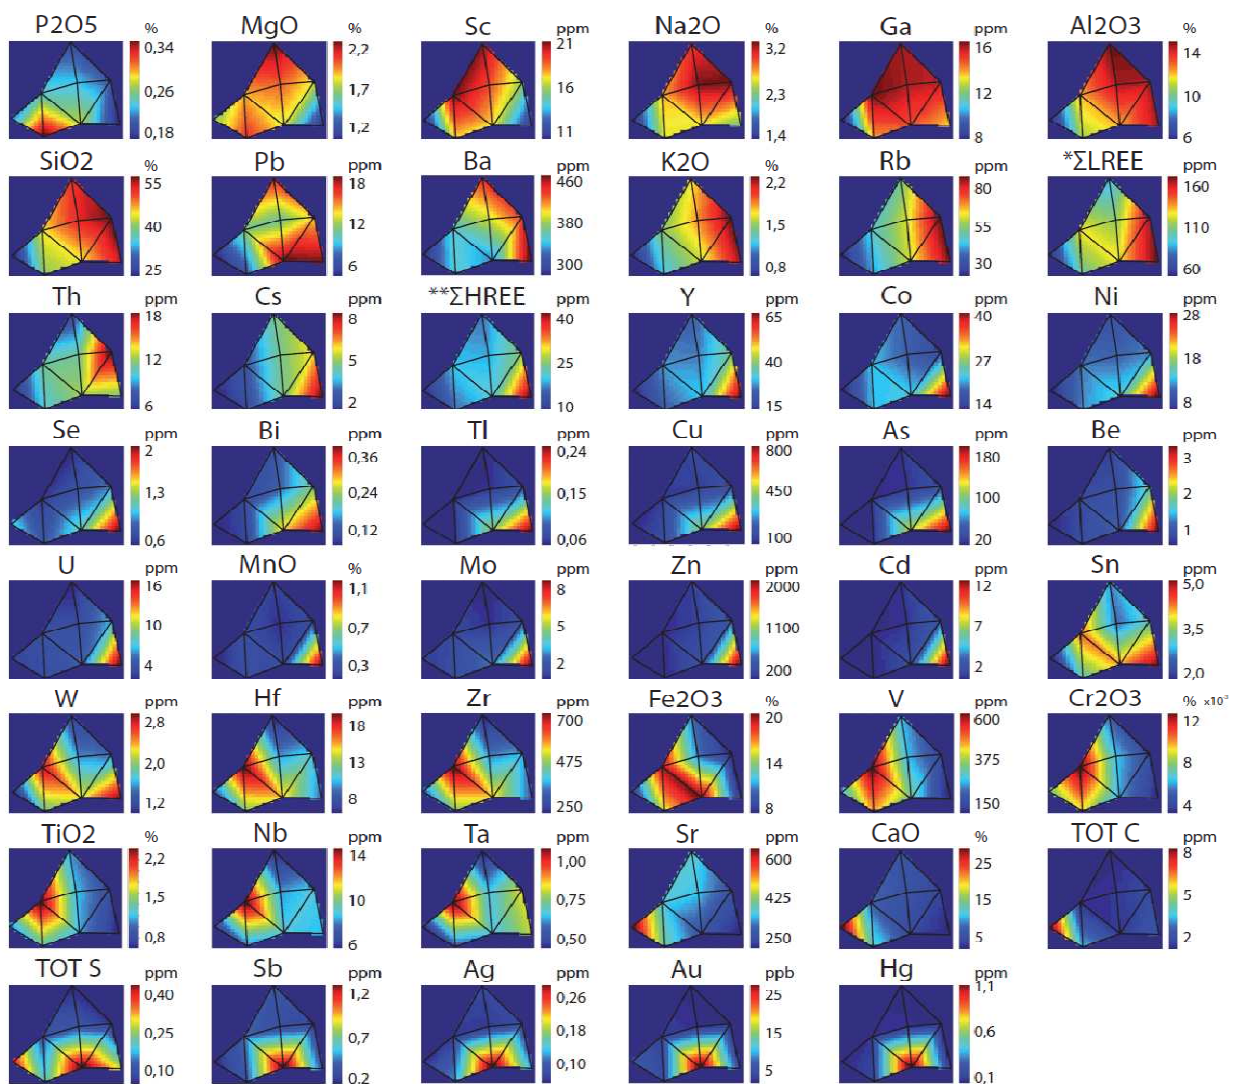 P2O5 MgO Sc Na2O Ga Al2O3
% % ppm % ppm %
0,34 2,2 21 3,2 16 14
0,26 1,7 16 2,3 12 10
0,18 1,2 11 1,4 8 6
SiO2 Pb Ba K2O Rb *ΣLREE
% ppm ppm % ppm ppm
55 18 460 2,2 80 160
40 12 380 1,5 55 110
25 6 300 0,8 30 60
Th Cs **ΣHREE Y Co Ni
ppm ppm ppm ppm ppm ppm
18 8 40 65 40 28
12 5 25 40 27 18
6 2 10 15 14 8
Se Bi Tl Cu As Be
ppm ppm ppm ppm ppm ppm
2 0,36 0,24 800 180 3
1,3 0,24 0,15 450 100 2
0,6 0,12 0,06 100 20 1
U MnO Mo Zn Cd Sn
ppm % ppm ppm ppm ppm
16 1,1 8 2000 12 5,0
10 0,7 5 1100 7 3,5
4 0,3 2 200 2 2,0
W Hf Zr Fe2O3 V Cr2O3
ppm ppm ppm % ppm %
2,8 18 700 20 600 12
2,0 13 475 14 375 8
1,2 8 250 8 150 4
TiO2 Nb Ta Sr CaO TOT C
% ppm ppm ppm % ppm
2,2 14 1,00 600 25 8
1,5 10 0,75 425 15 5
0,8 6 0,50 250 5 2
TOT S Sb Ag Au Hg
ppm ppm ppm ppb ppm
0,40 1,2 0,26 25 1,1
0,25 0,7 0,18 15 0,6
0,10 0.2 0,10 5 0,1